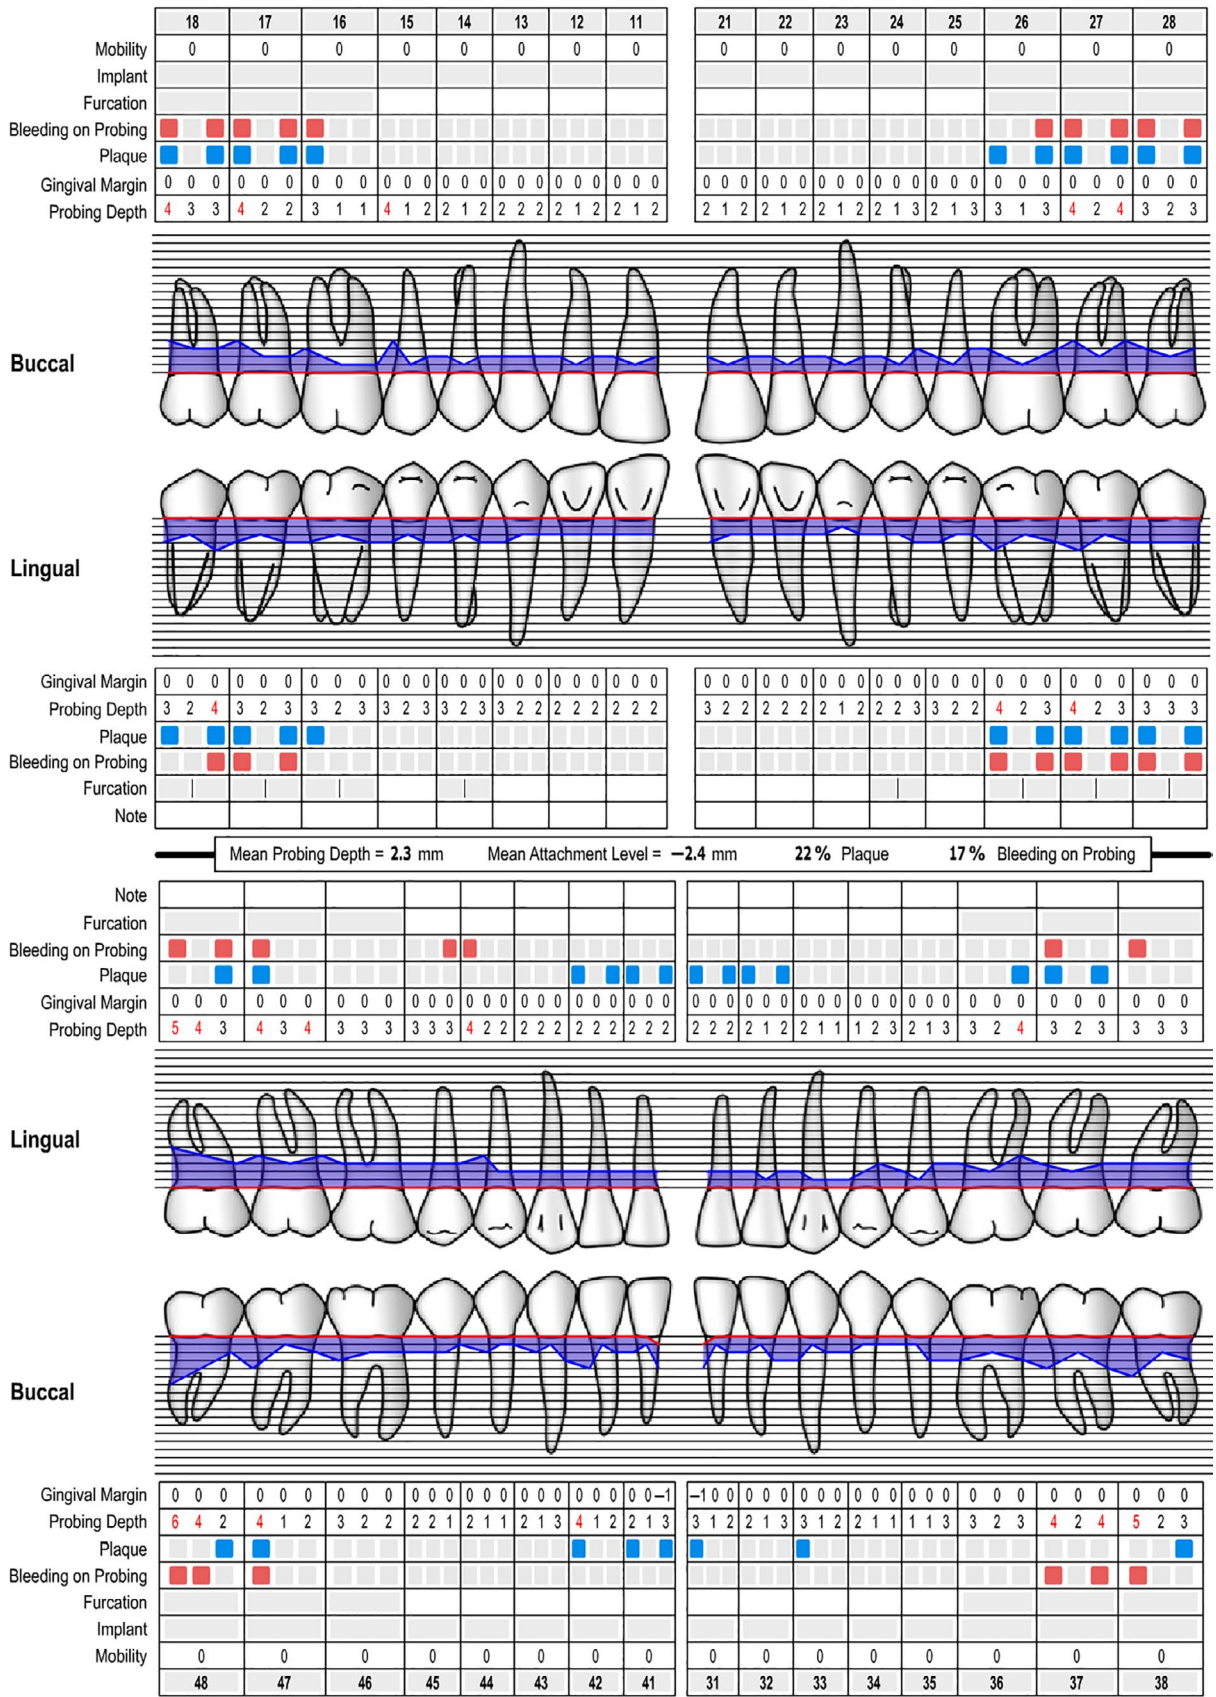 18 17 16 15 14 13 12 11 21 22 23 24 25 26 27 28
Mobility 0 0 0 0 0 0 0 0 0 0 0 0 0 0 0 0
Implant
Furcation
Bleeding on Probing
Plaque
Gingival Margin 0 0 0 0 0 0 0 0 0 0 0 0 0 0 0 0 0 0 0 0 0 0 0 0 0 0 0 0 0 0 0 0 0 0 0 0 0 0 0 0 0 0 0 0 0 0 0 0
Probing Depth 4 3 3 4 2 2 3 1 1 4 1 2 2 1 2 2 2 2 2 1 2 2 1 2 2 1 2 2 1 2 2 1 2 2 1 3 2 1 3 3 1 3 4 2 4 3 2 3
Buccal
Lingual
Gingival Margin 0 0 0 0 0 0 0 0 0 0 0 0 0 0 0 0 0 0 0 0 0 0 0 0 0 0 0 0 0 0 0 0 0 0 0 0 0 0 0 0 0 0 0 0 0 0 0 0
Probing Depth 3 2 4 3 2 3 3 2 3 3 2 3 3 2 3 3 2 2 2 2 2 2 2 2 3 2 2 2 2 2 2 1 2 2 2 3 3 2 2 4 2 3 4 2 3 3 3 3
Plaque
Bleeding on Probing
Furcation
Note
Mean Probing Depth = 2.3 mm Mean Attachment Level = −2.4 mm 22 % Plaque 17 % Bleeding on Probing
Note
Furcation
Bleeding on Probing
Plaque
Gingival Margin 0 0 0 0 0 0 0 0 0 0 0 0 0 0 0 0 0 0 0 0 0 0 0 0 0 0 0 0 0 0 0 0 0 0 0 0 0 0 0 0 0 0 0 0 0 0 0 0
Probing Depth 5 4 3 4 3 4 3 3 3 3 3 3 4 2 2 2 2 2 2 2 2 2 2 2 2 2 2 2 1 2 2 1 1 1 2 3 2 1 3 3 2 4 3 2 3 3 3 3
Lingual
Buccal
Gingival Margin 0 0 0 0 0 0 0 0 0 0 0 0 0 0 0 0 0 0 0 0 0 0 0 −1 −1 0 0 0 0 0 0 0 0 0 0 0 0 0 0 0 0 0 0 0 0 0 0 0
Probing Depth 6 4 2 4 1 2 3 2 2 2 2 1 2 1 1 2 1 3 4 1 2 2 1 3 3 1 2 2 1 3 3 1 2 2 1 1 3 2 2 3 2 3 4 2 4 5 2 3
Plaque
Bleeding on Probing
Furcation
Implant
Mobility 0 0 0 0 0 0 0 0 0 0 0 0 0 0 0 0
48 47 46 45 44 43 42 41 31 32 33 34 35 36 37 38